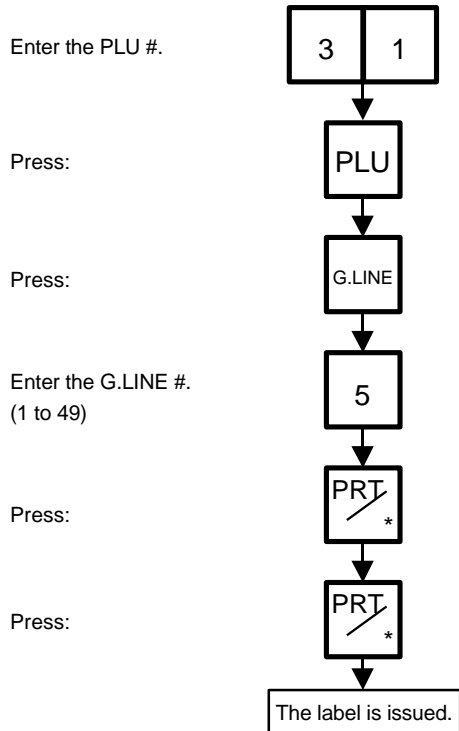 Enter the PLU #.
3 1
Press:
PLU
Press:
G.LINE
Enter the G.LINE #.
(1 to 49)
5
Press:
PRT
*
Press:
PRT
*
The label is issued.